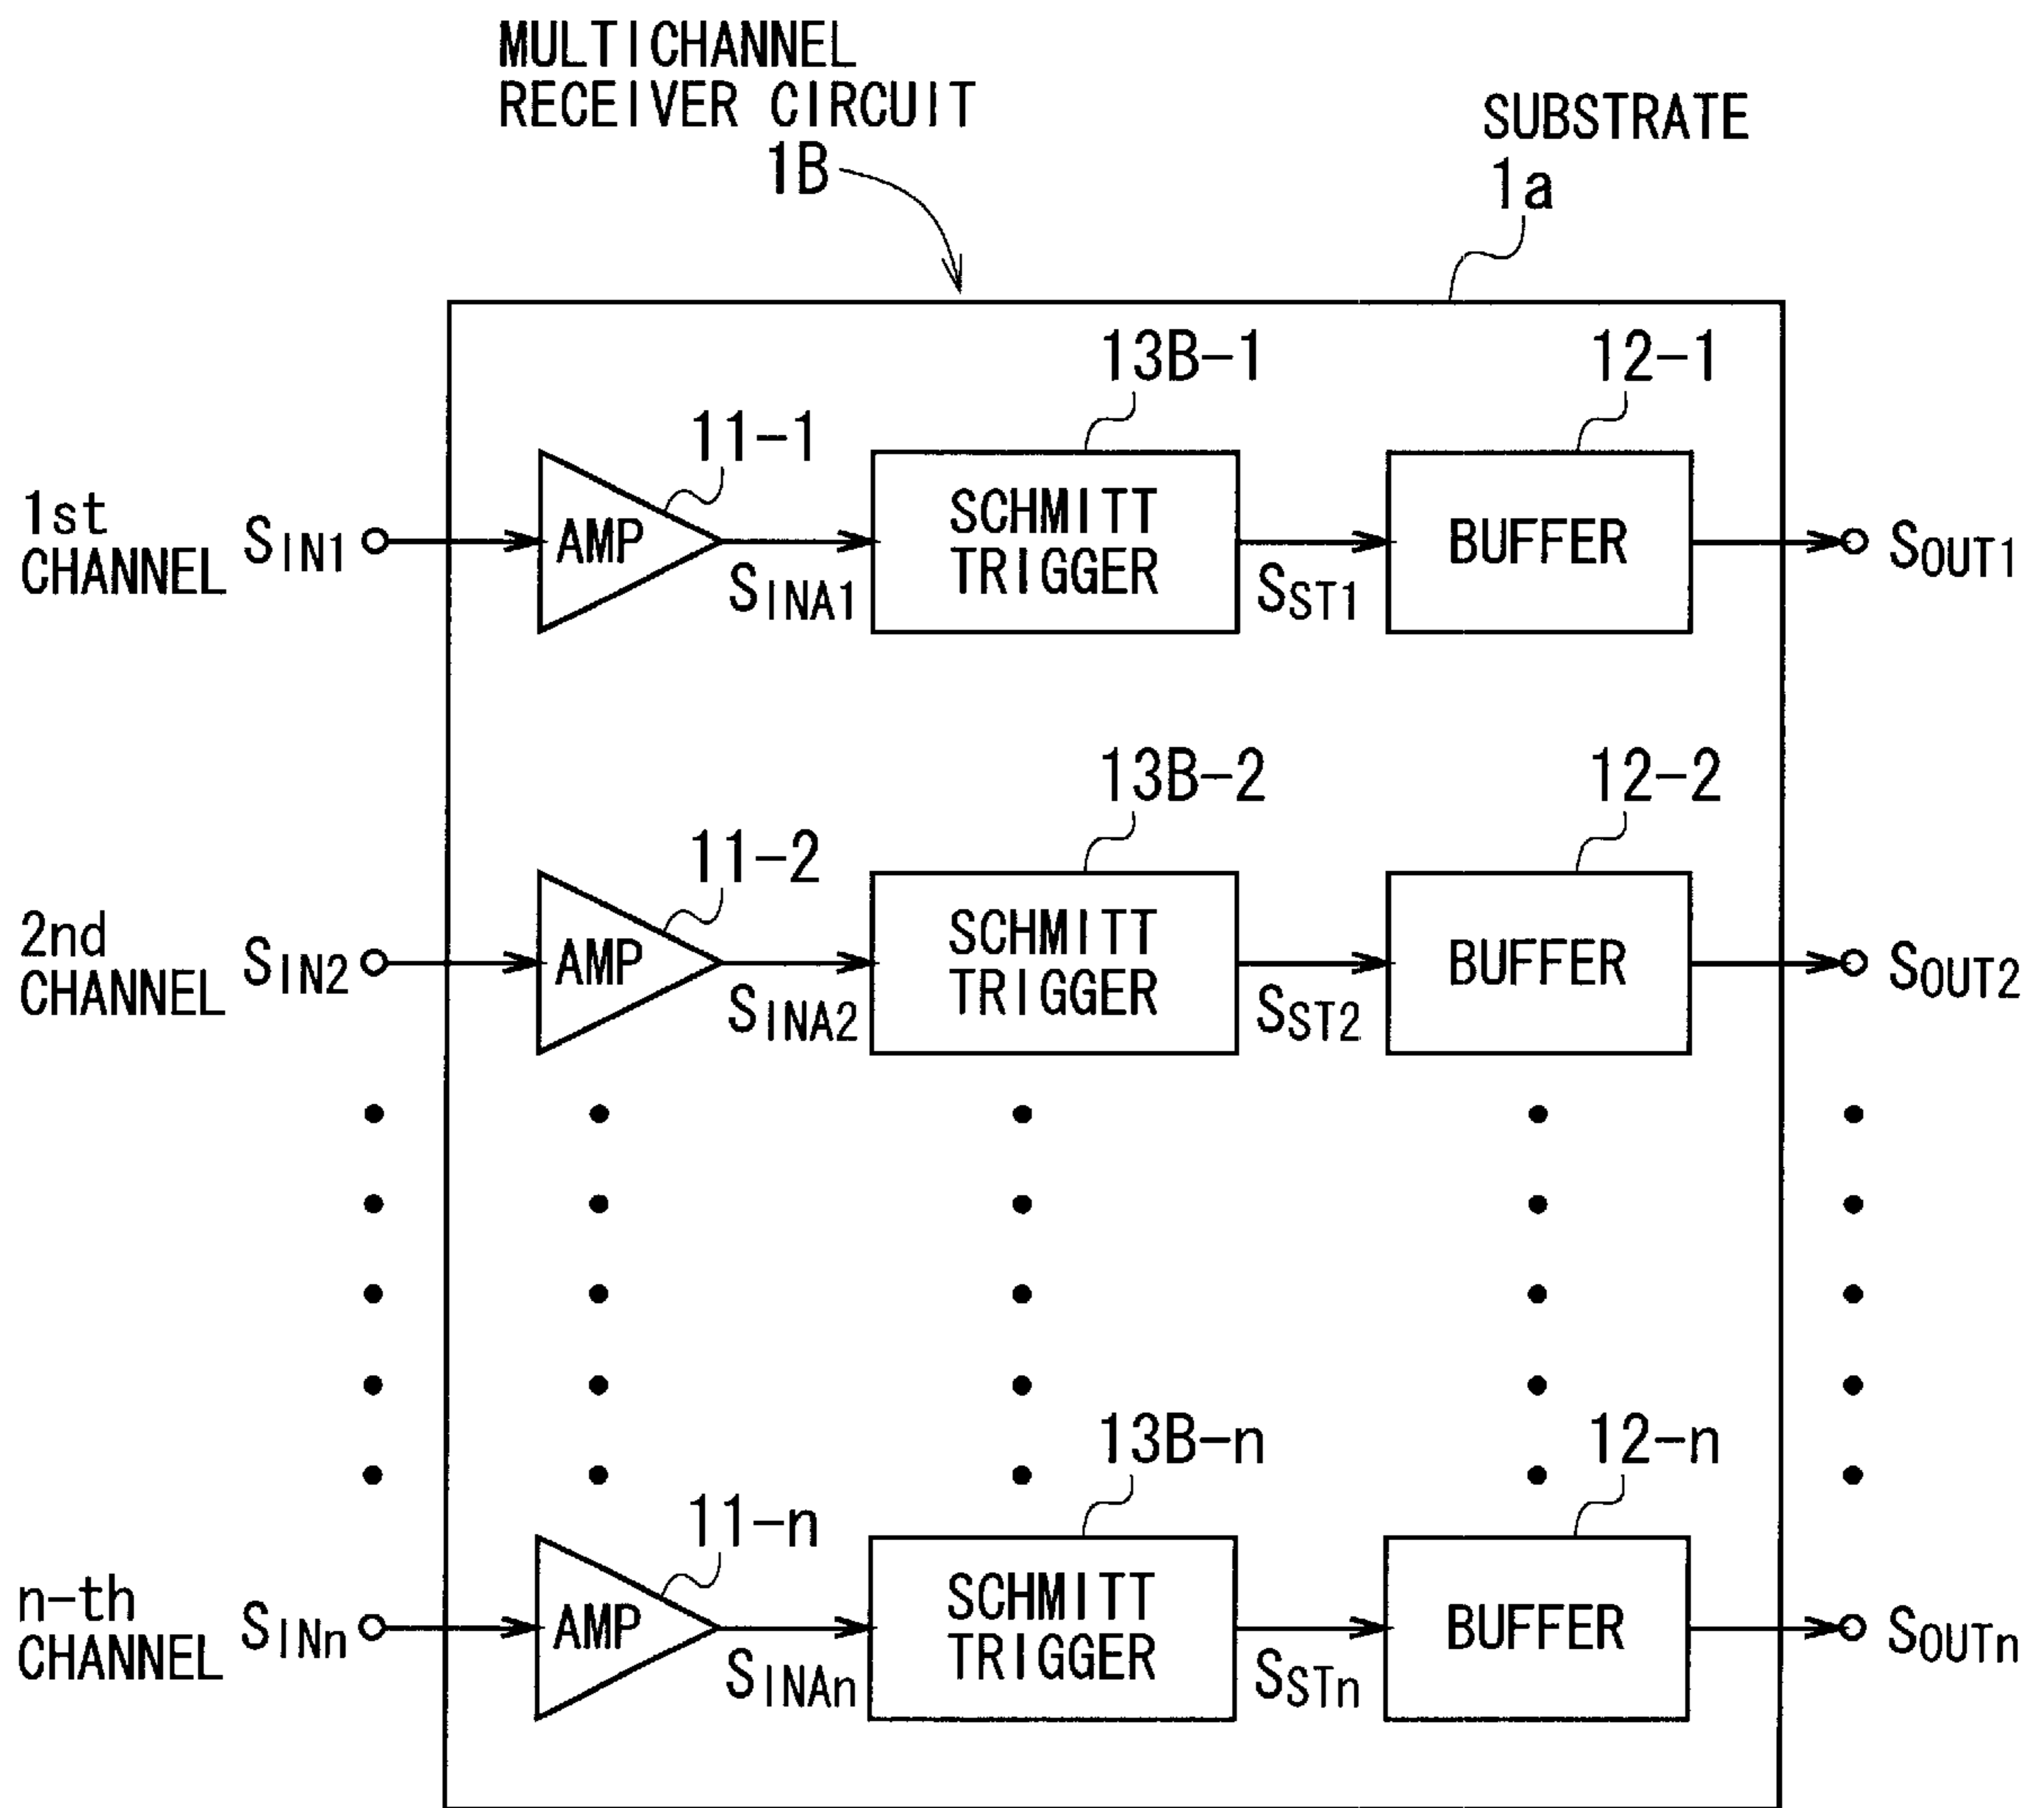 MULTICHANNEL
RECEIVER CIRCUIT
1B
SUBSTRATE
1a
13B-1
12-1
11-1
1st
CHANNEL
SIN1
AMP
SINA1
SCHMITT
TRIGGER
SST1
BUFFER
SOUT1
13B-2
12-2
11-2
2nd
CHANNEL
SIN2
AMP
SINA2
SCHMITT
TRIGGER
SST2
BUFFER
SOUT2
13B-n
12-n
11-n
n-th
CHANNEL
SINn
AMP
SINAn
SCHMITT
TRIGGER
SSTn
BUFFER
SOUTn